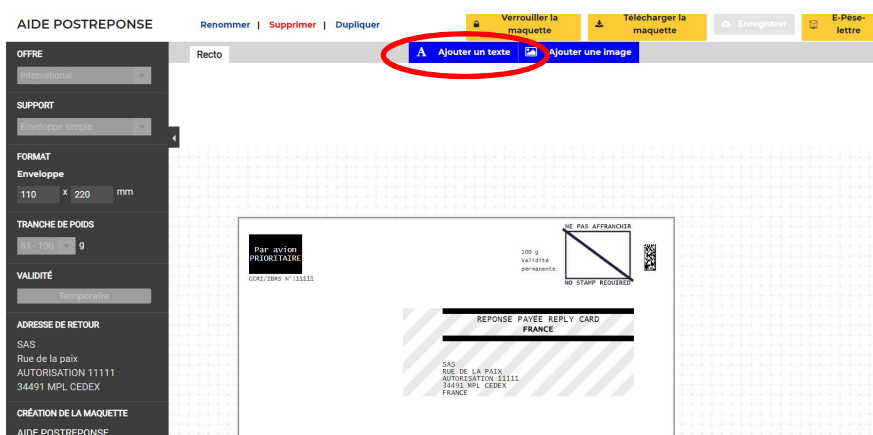 AIDE POSTREPONSE
Renommer | Supprimer | Dupliquer
Verrouiller la
maquette
Télécharger la
maquette
Enregistrer
E-Pèse-
lettre
Recto
Ajouter un texte
Ajouter une image
OFFRE
International
SUPPORT
Enveloppe simple
FORMAT
Enveloppe
110 x 220 mm
TRANCHE DE POIDS
51 - 100 g
VALIDITÉ
Temporaire
ADRESSE DE RETOUR
SAS
Rue de la paix
AUTORISATION 11111
34491 MPL CEDEX
CRÉATION DE LA MAQUETTE
AIDE POSTREPONSE
Par avion
PRIORITAIRE
CCRI/IBRS N°:11111
100 g
Validité
permanente
NE PAS AFFRANCHIR
NO STAMP REQUIRED
REPONSE PAYÉE REPLY CARD
FRANCE
SAS
RUE DE LA PAIX
AUTORISATION 11111
34491 MPL CEDEX
FRANCE